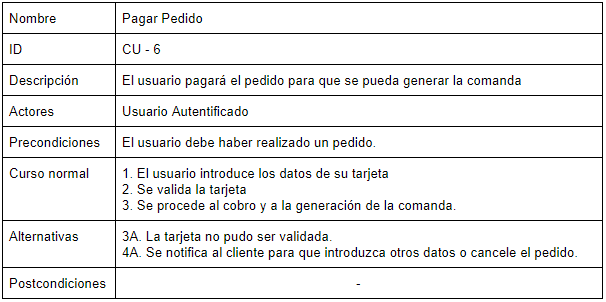 Nombre Pagar Pedido
ID CU - 6
Descripción El usuario pagará el pedido para que se pueda generar la comanda
Actores Usuario Autentificado
Precondiciones El usuario debe haber realizado un pedido.
Curso normal 1. El usuario introduce los datos de su tarjeta
2. Se valida la tarjeta
3. Se procede al cobro y a la generación de la comanda.
Alternativas 3A. La tarjeta no pudo ser validada.
4A. Se notifica al cliente para que introduzca otros datos o cancele el pedido.
Postcondiciones -